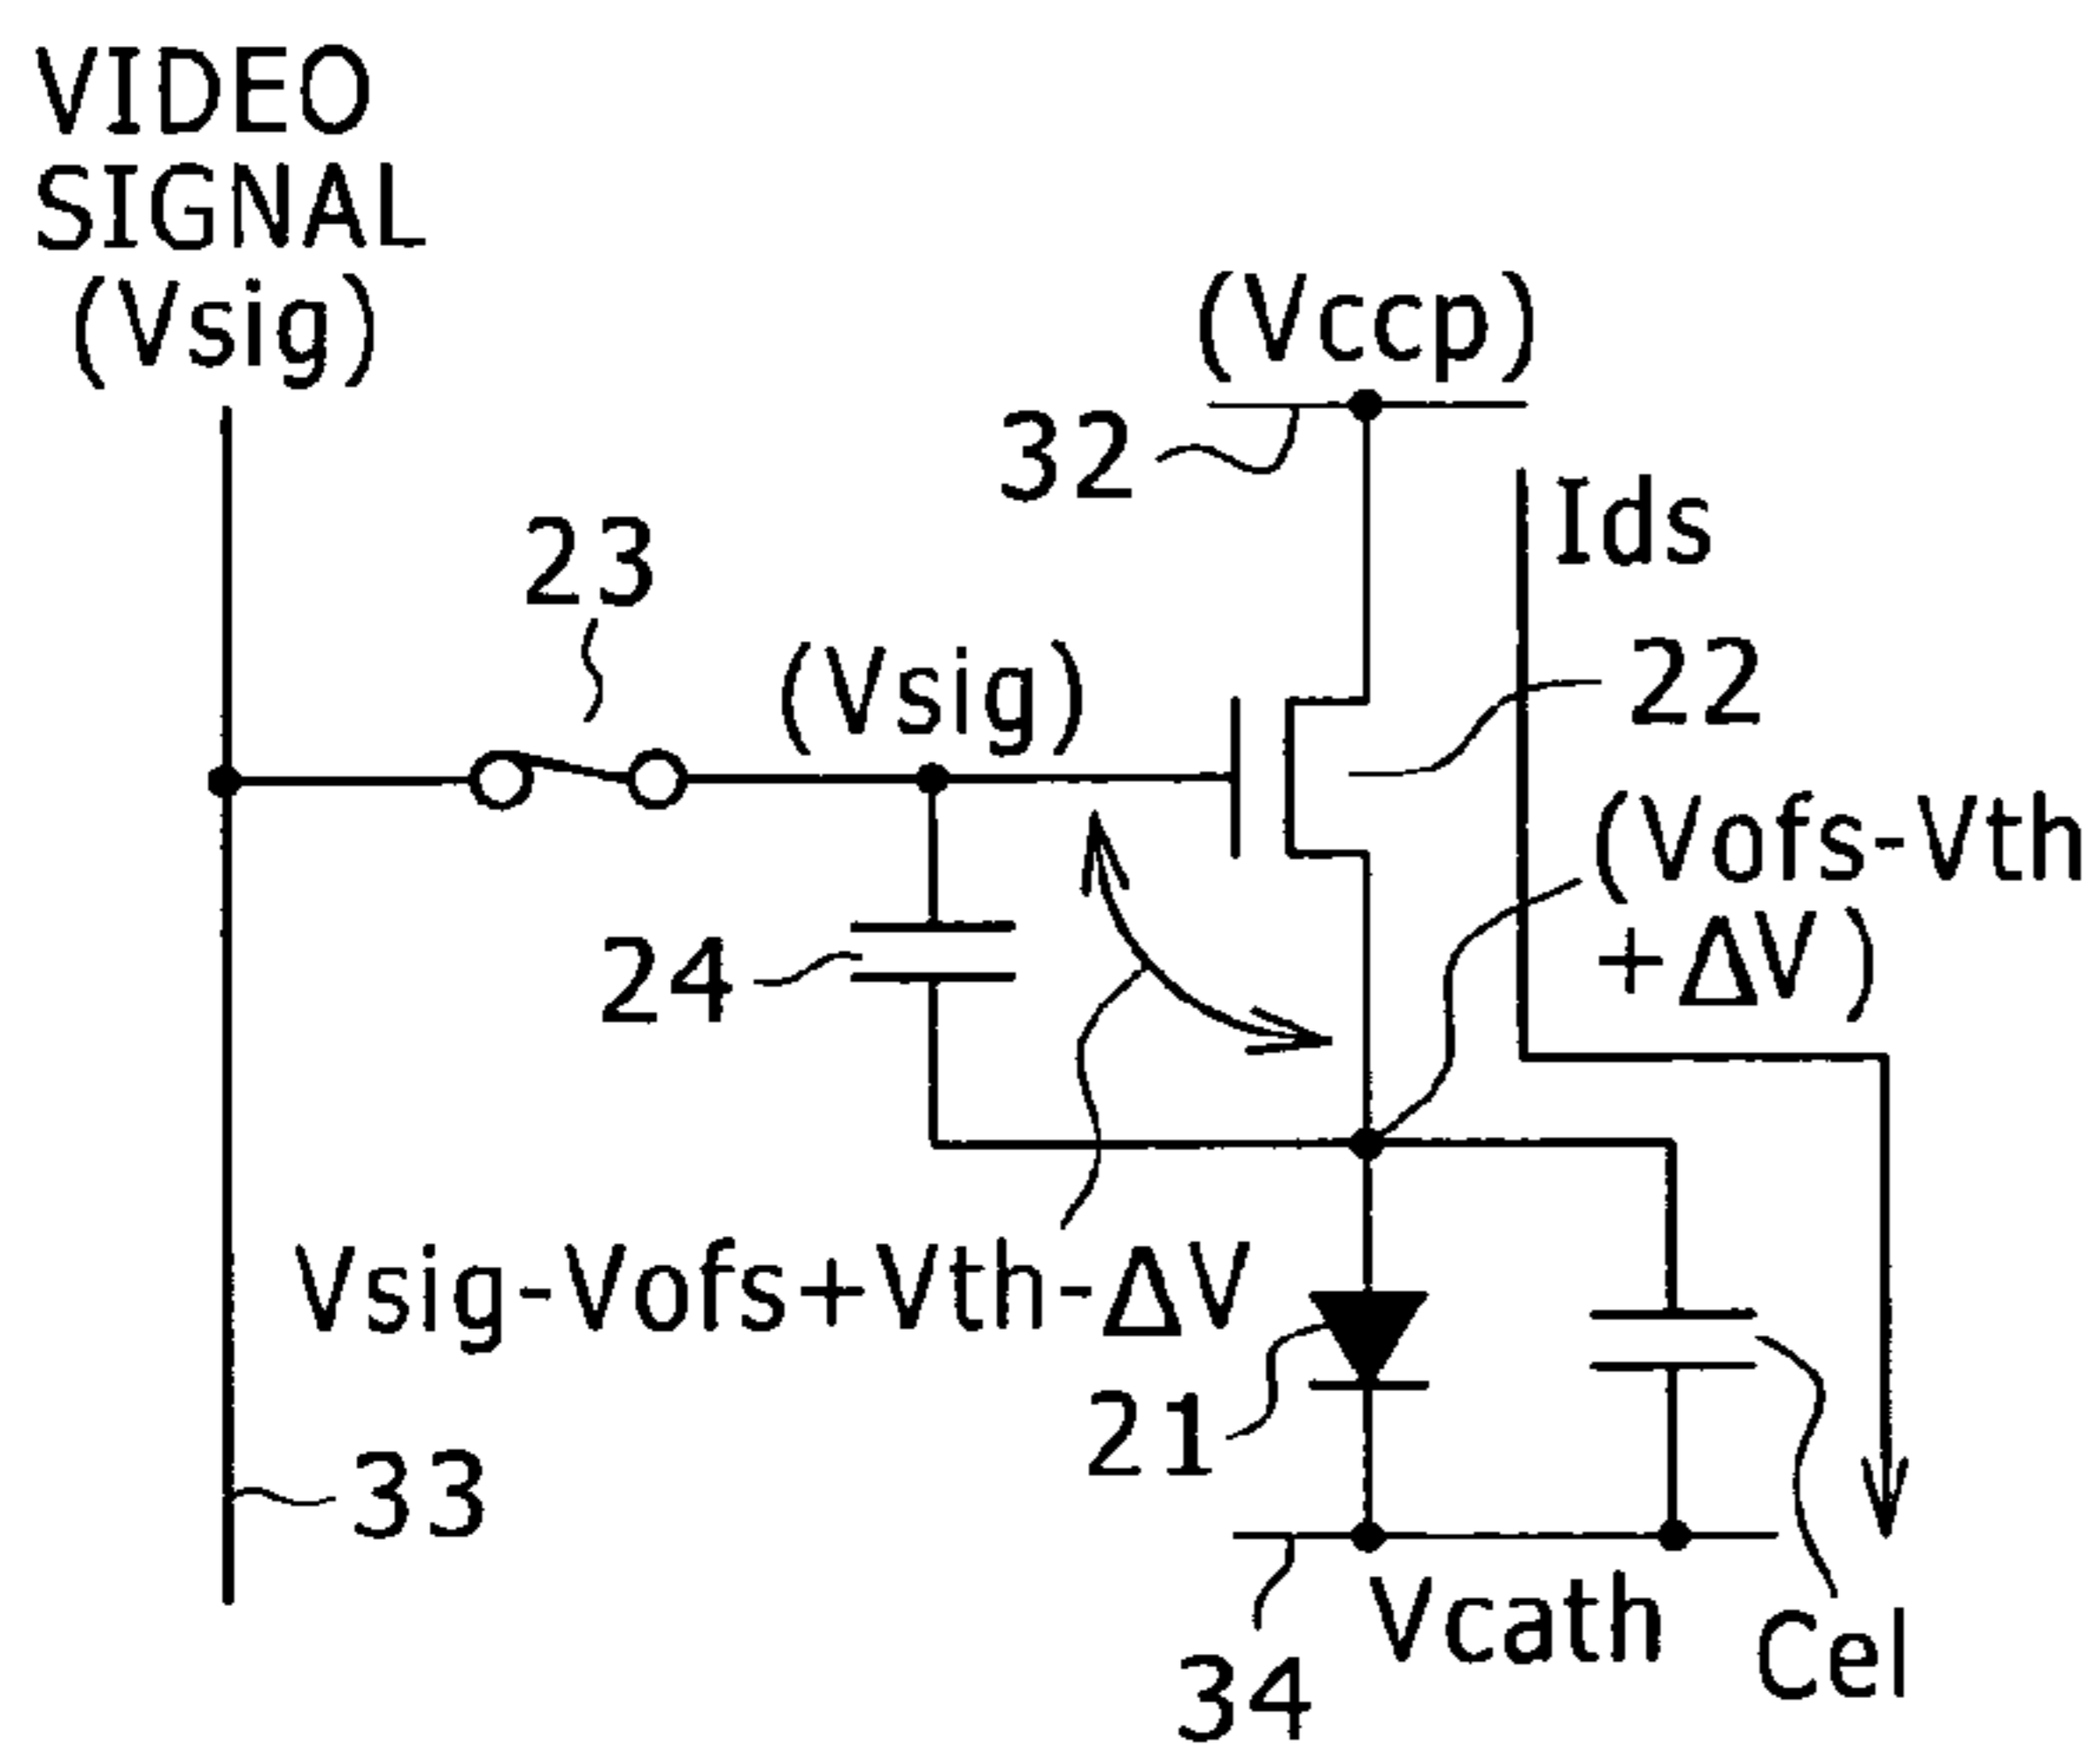 VIDEO
SIGNAL
(Vsig)
(Vccp)
32
Ids
23
22
(Vsig)
(Vofs-Vth
+ΔV)
24
Vsig-Vofs+Vth-ΔV
21
33
Vcath
Cel
34